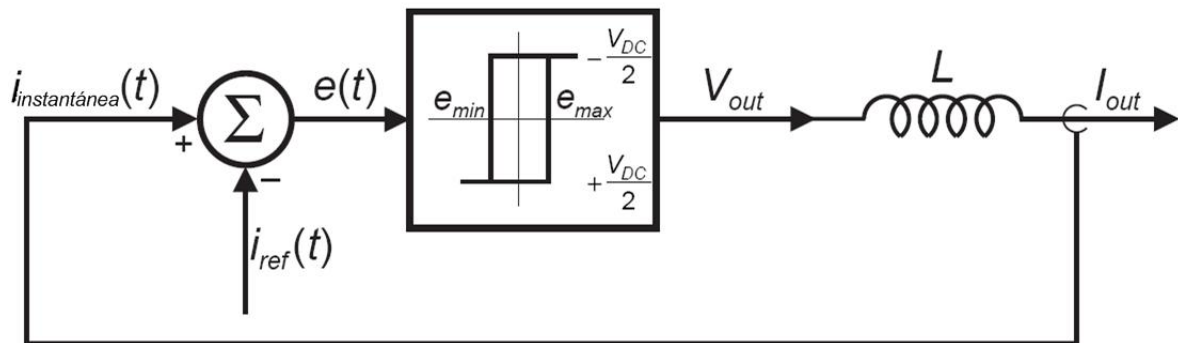 i_instantánea(t)
+
Σ
−
i_ref(t)
e(t)
e_min
e_max
− V_DC/2
+ V_DC/2
V_out
L
I_out